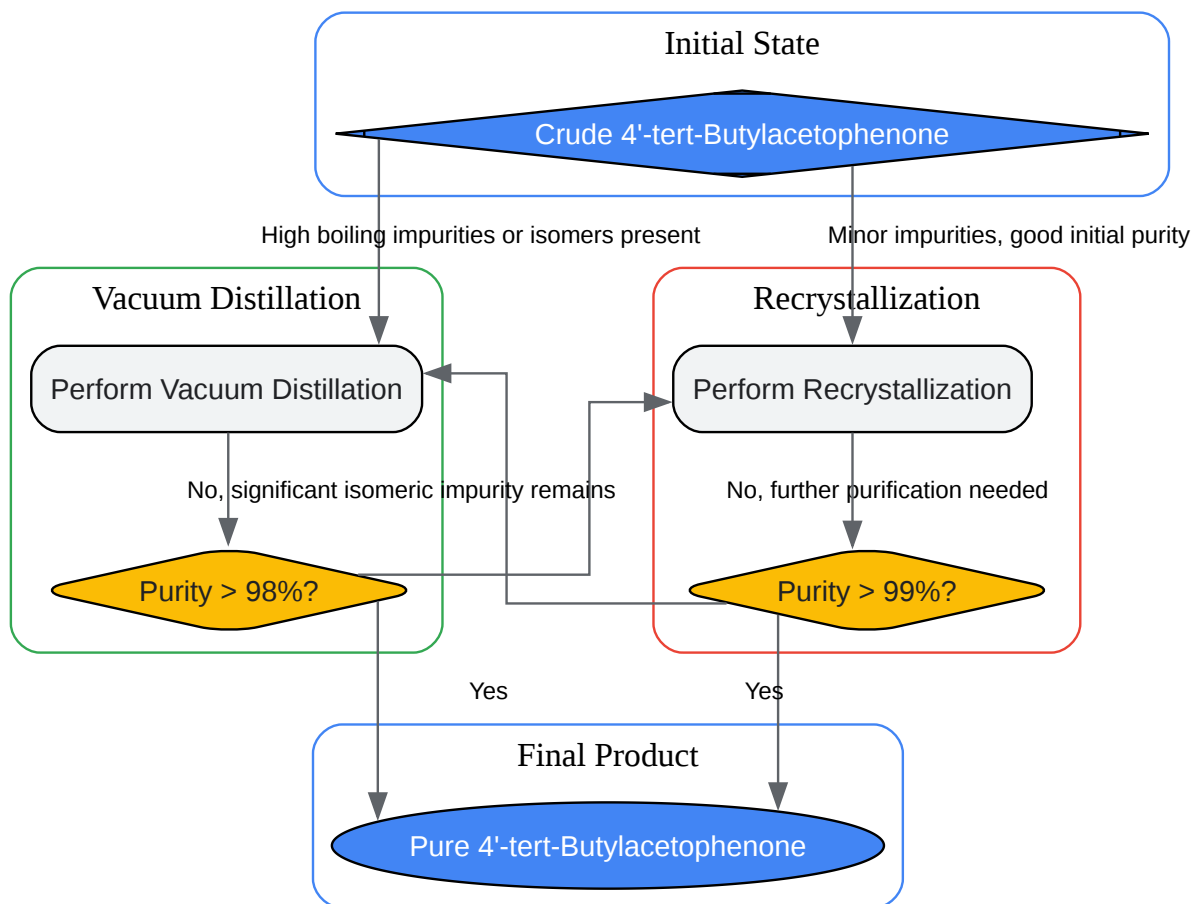 Initial State
Crude 4'-tert-Butylacetophenone
High boiling impurities or isomers present
Minor impurities, good initial purity
Vacuum Distillation
Recrystallization
Perform Vacuum Distillation
Perform Recrystallization
No, significant isomeric impurity remains
No, further purification needed
Purity > 98%?
Purity > 99%?
Yes
Yes
Final Product
Pure 4'-tert-Butylacetophenone